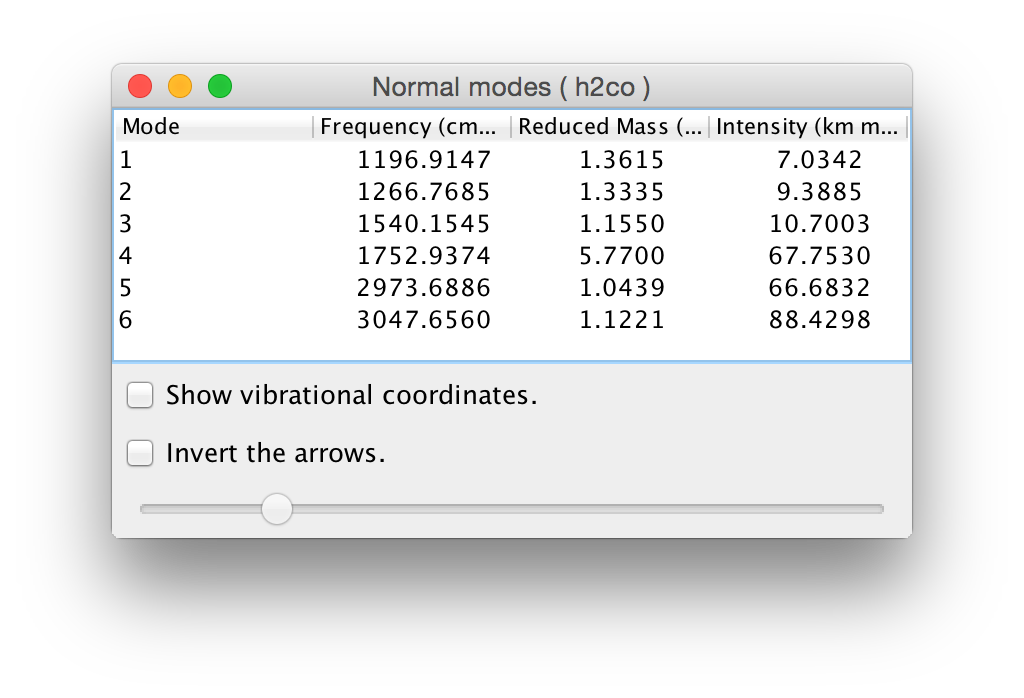 Normal modes ( h2co )
Mode Frequency (cm... Reduced Mass (... Intensity (km m...
1 1196.9147 1.3615 7.0342
2 1266.7685 1.3335 9.3885
3 1540.1545 1.1550 10.7003
4 1752.9374 5.7700 67.7530
5 2973.6886 1.0439 66.6832
6 3047.6560 1.1221 88.4298
Show vibrational coordinates.
Invert the arrows.